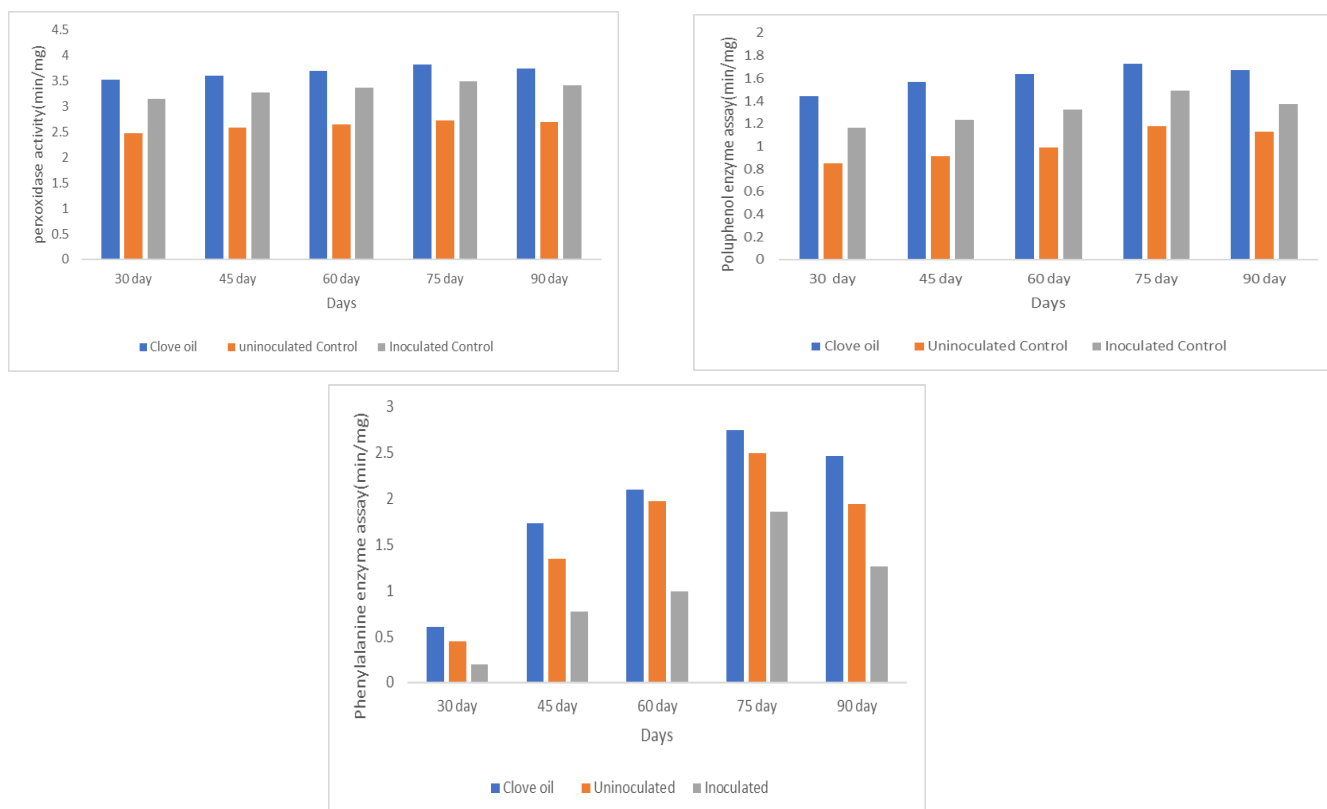 perxoxidase activity(min/mg)
4.5
4
3.5
3
2.5
2
1.5
1
0.5
0
30 day 45 day 60 day 75 day 90 day
Days
Clove oil uninoculated Control Inoculated Control
Poluphenol enzyme assay(min/mg)
2
1.8
1.6
1.4
1.2
1
0.8
0.6
0.4
0.2
0
30 day 45 day 60 day 75 day 90 day
Days
Clove oil Uninoculated Control Inoculated Control
Phenylalanine enzyme assay(min/mg)
3
2.5
2
1.5
1
0.5
0
30 day 45 day 60 day 75 day 90 day
Days
Clove oil Uninoculated Inoculated